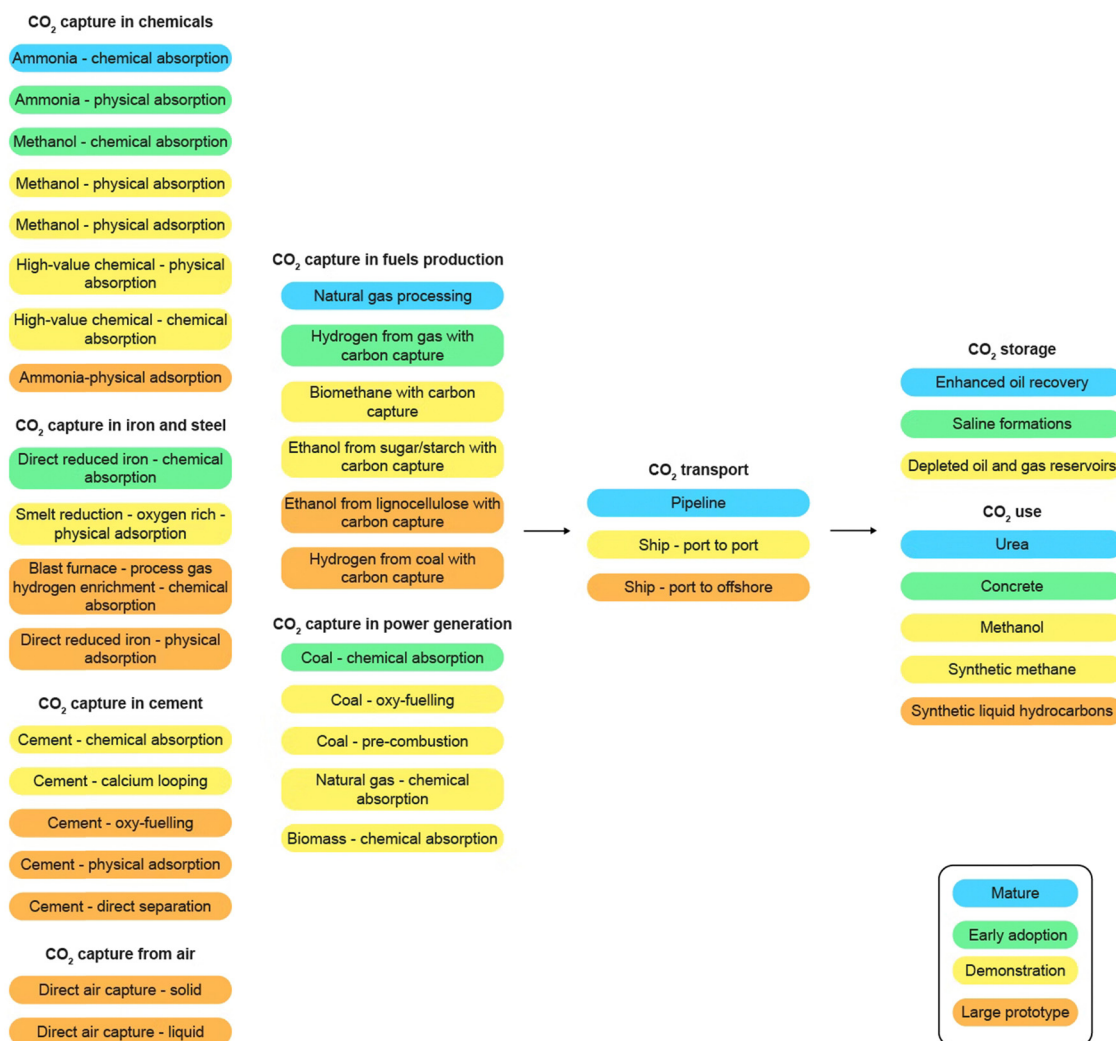 CO₂ capture in chemicals
Ammonia - chemical absorption
Ammonia - physical absorption
Methanol - chemical absorption
Methanol - physical absorption
Methanol - physical adsorption
High-value chemical - physical
absorption
High-value chemical - chemical
absorption
Ammonia-physical adsorption
CO₂ capture in iron and steel
Direct reduced iron - chemical
absorption
Smelt reduction - oxygen rich -
physical adsorption
Blast furnace - process gas
hydrogen enrichment - chemical
absorption
Direct reduced iron - physical
adsorption
CO₂ capture in cement
Cement - chemical absorption
Cement - calcium looping
Cement - oxy-fuelling
Cement - physical adsorption
Cement - direct separation
CO₂ capture from air
Direct air capture - solid
Direct air capture - liquid
CO₂ capture in fuels production
Natural gas processing
Hydrogen from gas with
carbon capture
Biomethane with carbon
capture
Ethanol from sugar/starch with
carbon capture
Ethanol from lignocellulose with
carbon capture
Hydrogen from coal with
carbon capture
CO₂ capture in power generation
Coal - chemical absorption
Coal - oxy-fuelling
Coal - pre-combustion
Natural gas - chemical
absorption
Biomass - chemical absorption
CO₂ transport
Pipeline
Ship - port to port
Ship - port to offshore
CO₂ storage
Enhanced oil recovery
Saline formations
Depleted oil and gas reservoirs
CO₂ use
Urea
Concrete
Methanol
Synthetic methane
Synthetic liquid hydrocarbons
Mature
Early adoption
Demonstration
Large prototype